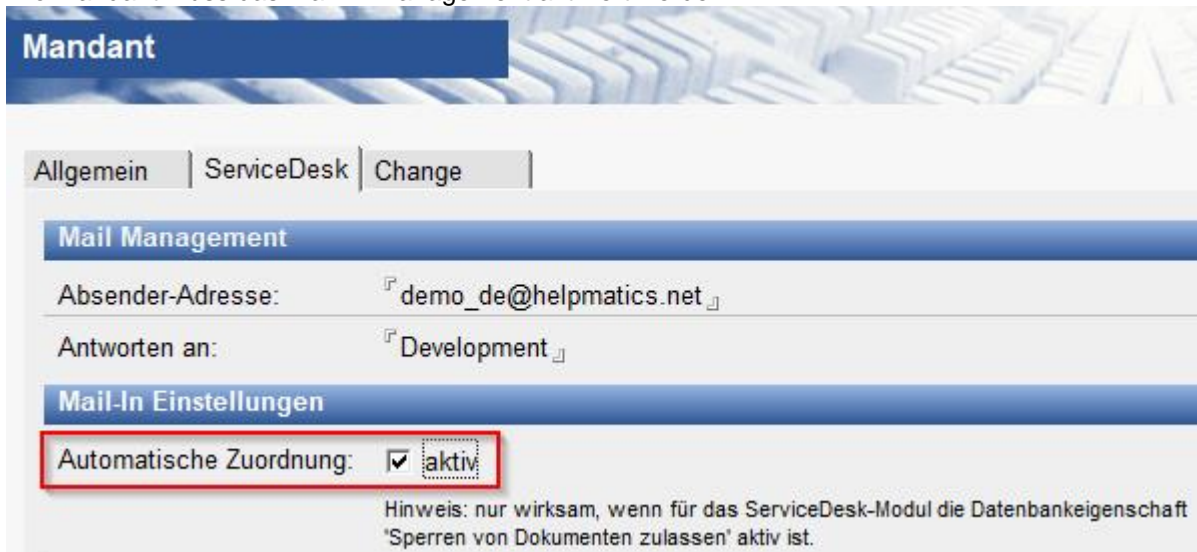 Mandant
Allgemein ServiceDesk Change
Mail Management
Absender-Adresse: demo_de@helpmatics.net
Antworten an: Development
Mail-In Einstellungen
Automatische Zuordnung: aktiv
Hinweis: nur wirksam, wenn für das ServiceDesk-Modul die Datenbankeigenschaft
'Sperren von Dokumenten zulassen' aktiv ist.